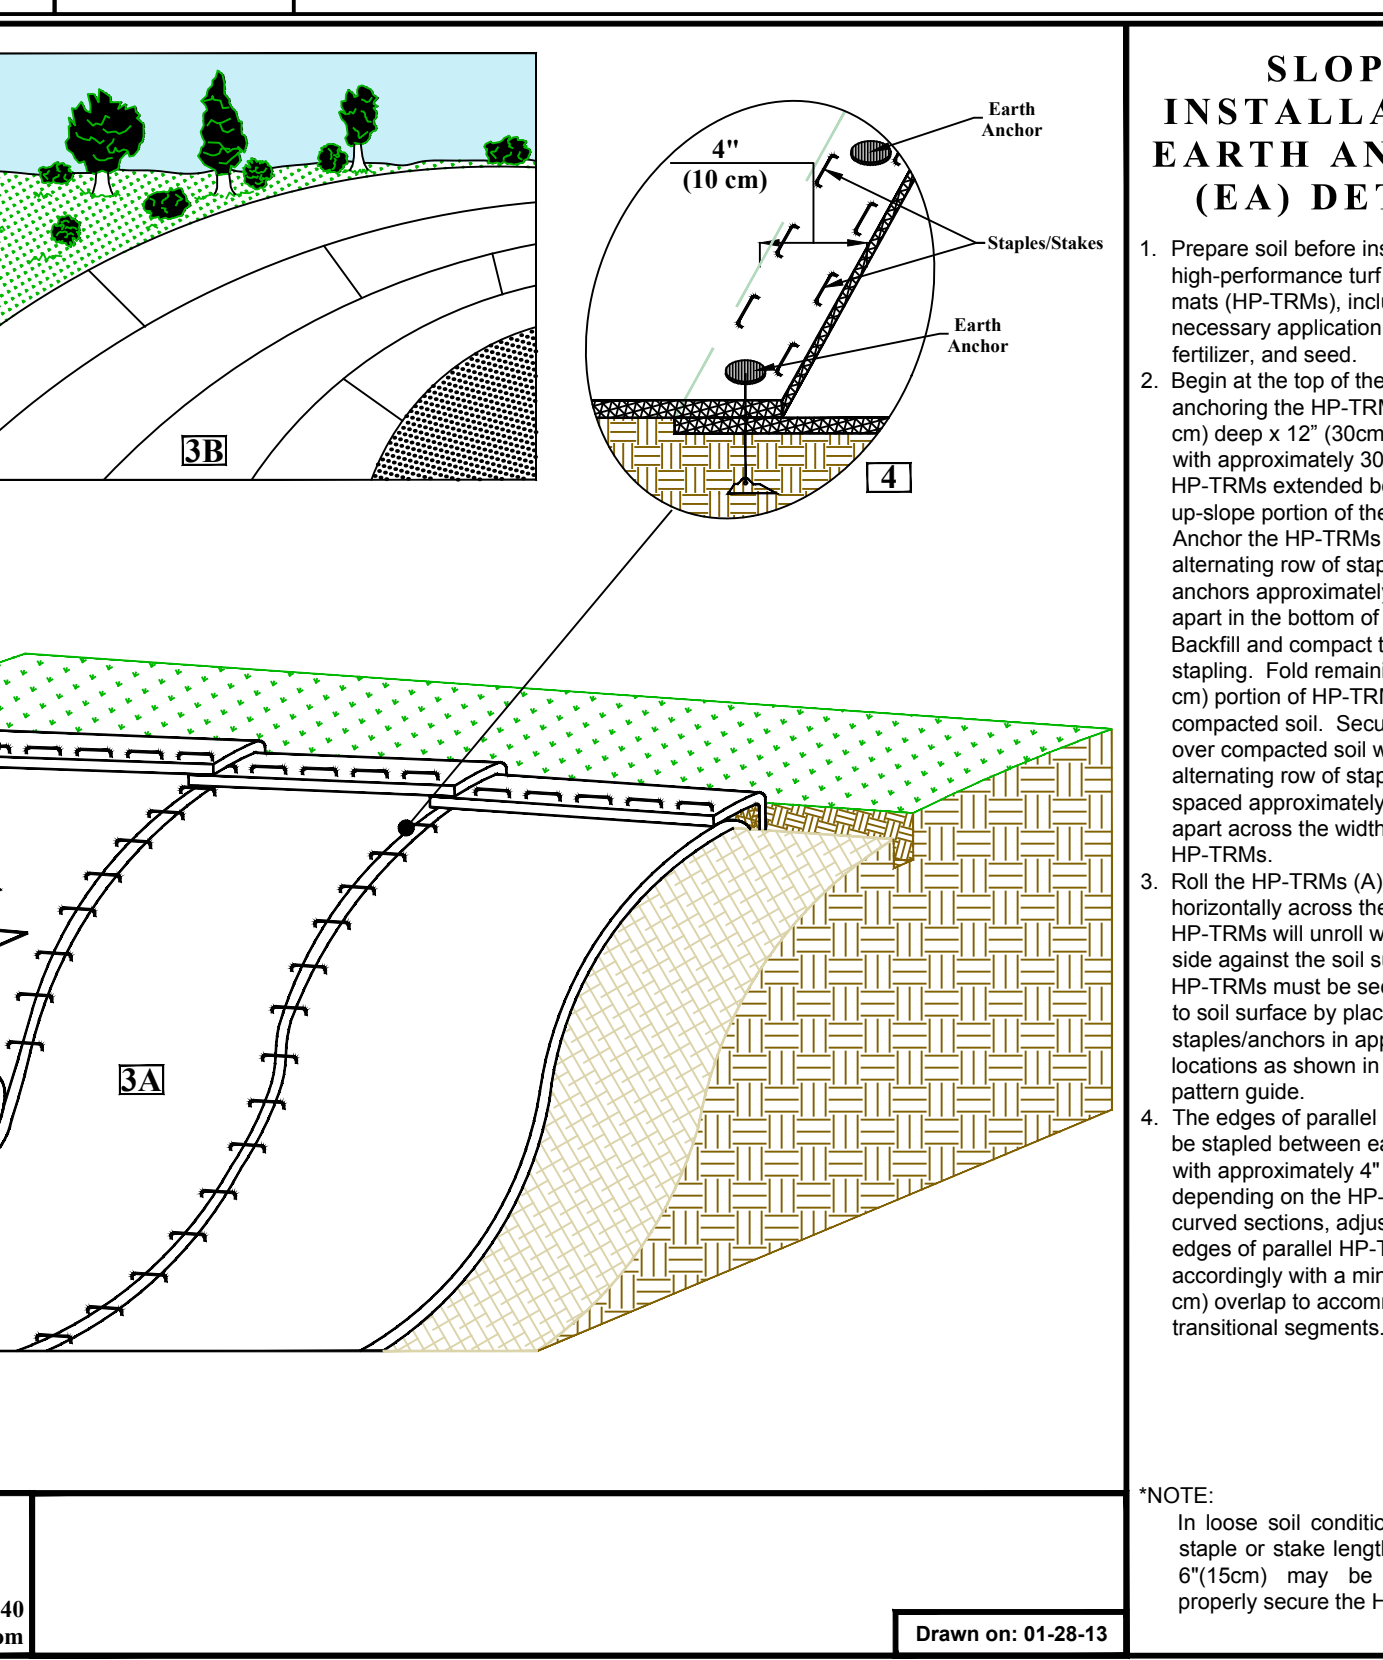 Earth
Anchor
4"
(10 cm)
Staples/Stakes
Earth
Anchor
3B
4
3A
40
om
Drawn on: 01-28-13
SLOP
INSTALLA
EARTH AN
(EA) DET
1. Prepare soil before ins
high-performance turf
mats (HP-TRMs), inclu
necessary application
fertilizer, and seed.
2. Begin at the top of the
anchoring the HP-TRM
cm) deep x 12” (30cm
with approximately 30
HP-TRMs extended be
up-slope portion of the
Anchor the HP-TRMs
alternating row of stap
anchors approximately
apart in the bottom of
Backfill and compact t
stapling. Fold remaini
cm) portion of HP-TRM
compacted soil. Secu
over compacted soil w
alternating row of stap
spaced approximately
apart across the width
HP-TRMs.
3. Roll the HP-TRMs (A)
horizontally across the
HP-TRMs will unroll w
side against the soil su
HP-TRMs must be sec
to soil surface by plac
staples/anchors in app
locations as shown in
pattern guide.
4. The edges of parallel
be stapled between ea
with approximately 4"
depending on the HP-
curved sections, adjus
edges of parallel HP-T
accordingly with a min
cm) overlap to accomm
transitional segments.
*NOTE:
In loose soil conditio
staple or stake length
6"(15cm) may be
properly secure the H